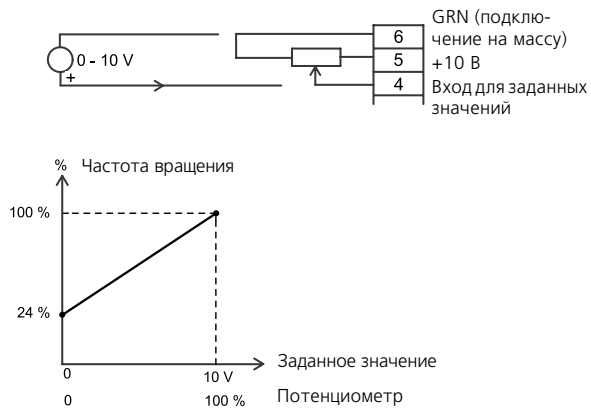 GRN (подклю-
чение на массу)
6
5
+10 В
4
Вход для заданных
значений
0 - 10 V
+
% Частота вращения
100 %
24 %
0
10 V
Заданное значение
0
100 %
Потенциометр